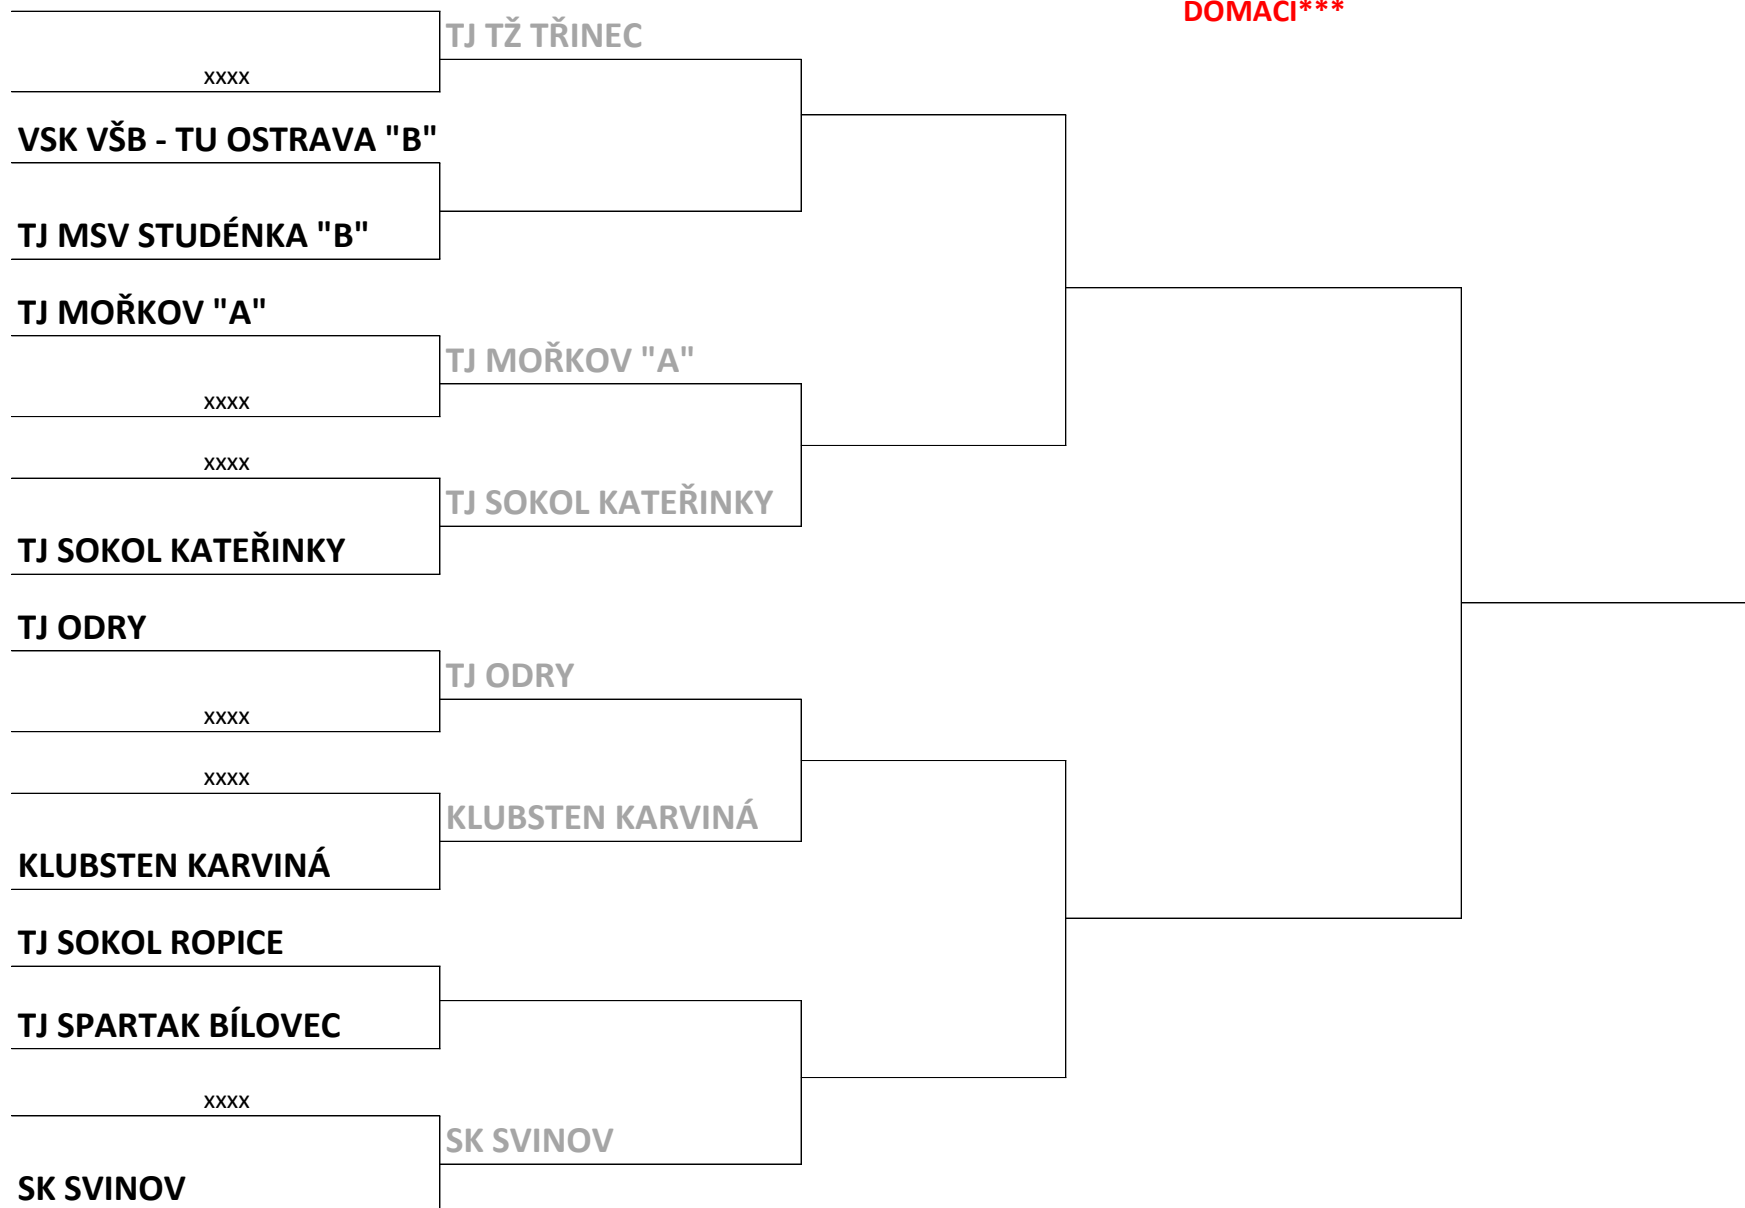 DOMÁCÍ***
TJ TŽ TŘINEC
xxxx
VSK VŠB - TU OSTRAVA "B"
TJ MSV STUDÉNKA "B"
TJ MOŘKOV "A"
TJ MOŘKOV "A"
xxxx
xxxx
TJ SOKOL KATEŘINKY
TJ SOKOL KATEŘINKY
TJ ODRY
TJ ODRY
xxxx
xxxx
KLUBSTEN KARVINÁ
KLUBSTEN KARVINÁ
TJ SOKOL ROPICE
TJ SPARTAK BÍLOVEC
xxxx
SK SVINOV
SK SVINOV